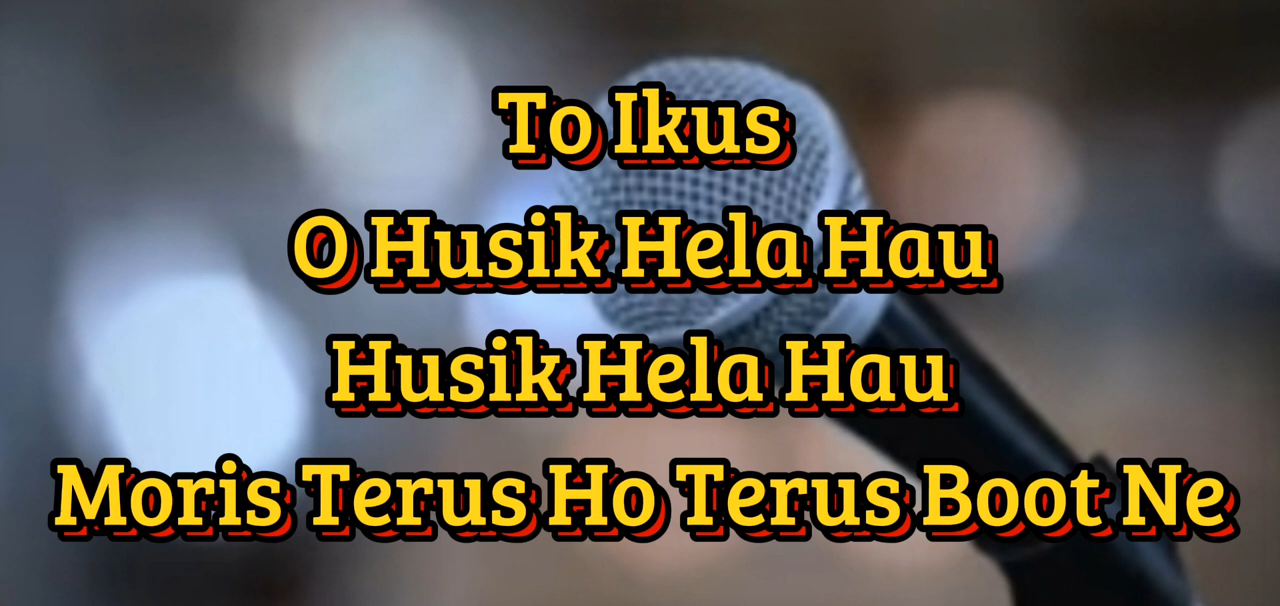 To Ikus
O Husik Hela Hau
Husik Hela Hau
Moris Terus Ho Terus Boot Ne